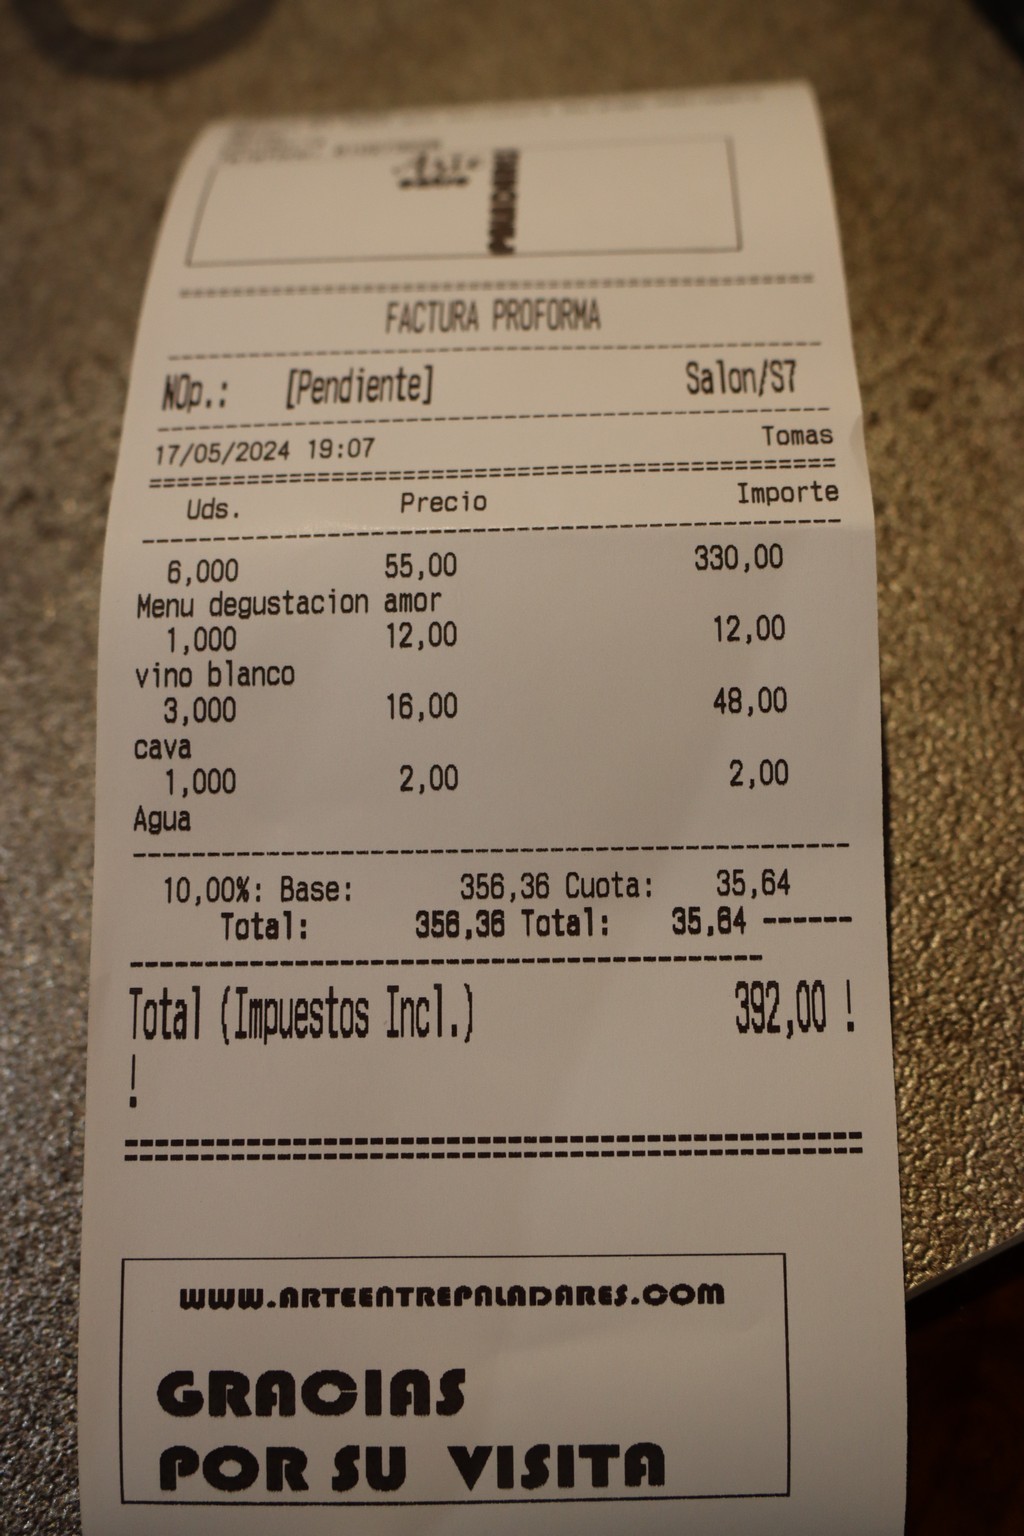 Arte
entre
PALADARES
FACTURA PROFORMA
NOp.: [Pendiente] Salon/S7
17/05/2024 19:07 Tomas
Uds. Precio Importe
6,000 55,00 330,00
Menu degustacion amor
1,000 12,00 12,00
vino blanco
3,000 16,00 48,00
cava
1,000 2,00 2,00
Agua
10,00%: Base: 356,36 Cuota: 35,64
Total: 356,36 Total: 35,64 ------
Total (Impuestos Incl.) 392,00 !
!
WWW.ARTEENTREPALADARES.COM
GRACIAS
POR SU VISITA